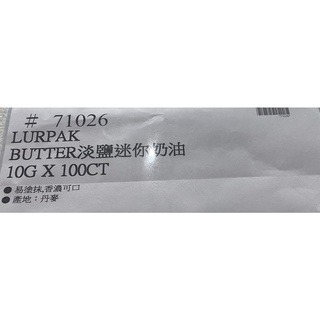 # 71026
LURPAK
BUTTER淡鹽迷你奶油
10G X 100CT
● 易塗抹,香濃可口
● 產地：丹麥